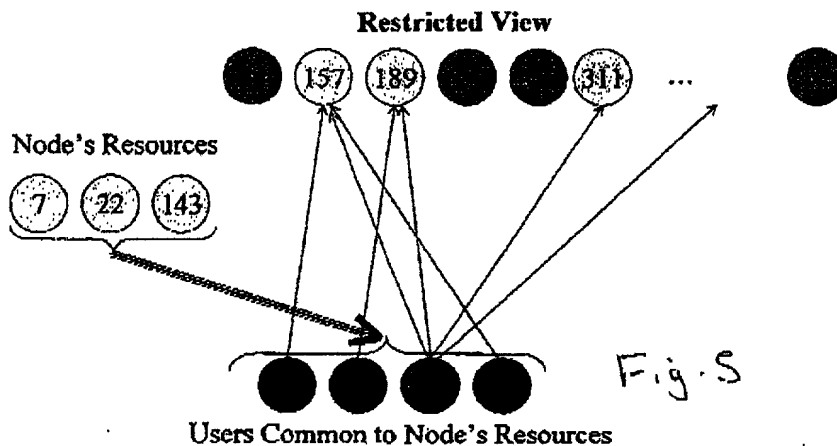 Restricted View
157 189 311 ...
Node's Resources
7 22 143
Fig. 5
Users Common to Node's Resources